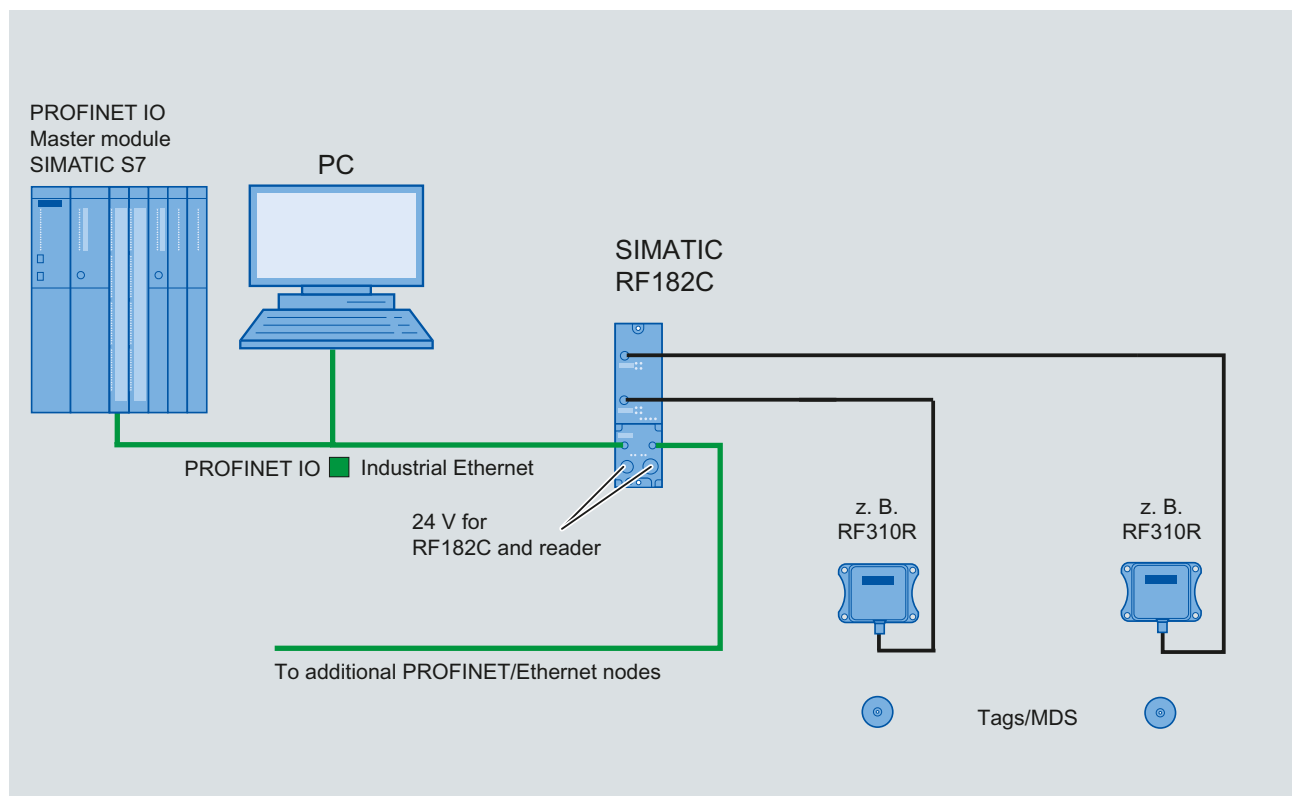 PROFINET IO
Master module
SIMATIC S7
PC
SIMATIC
RF182C
PROFINET IO Industrial Ethernet
24 V for
RF182C and reader
z. B.
RF310R
z. B.
RF310R
To additional PROFINET/Ethernet nodes
Tags/MDS